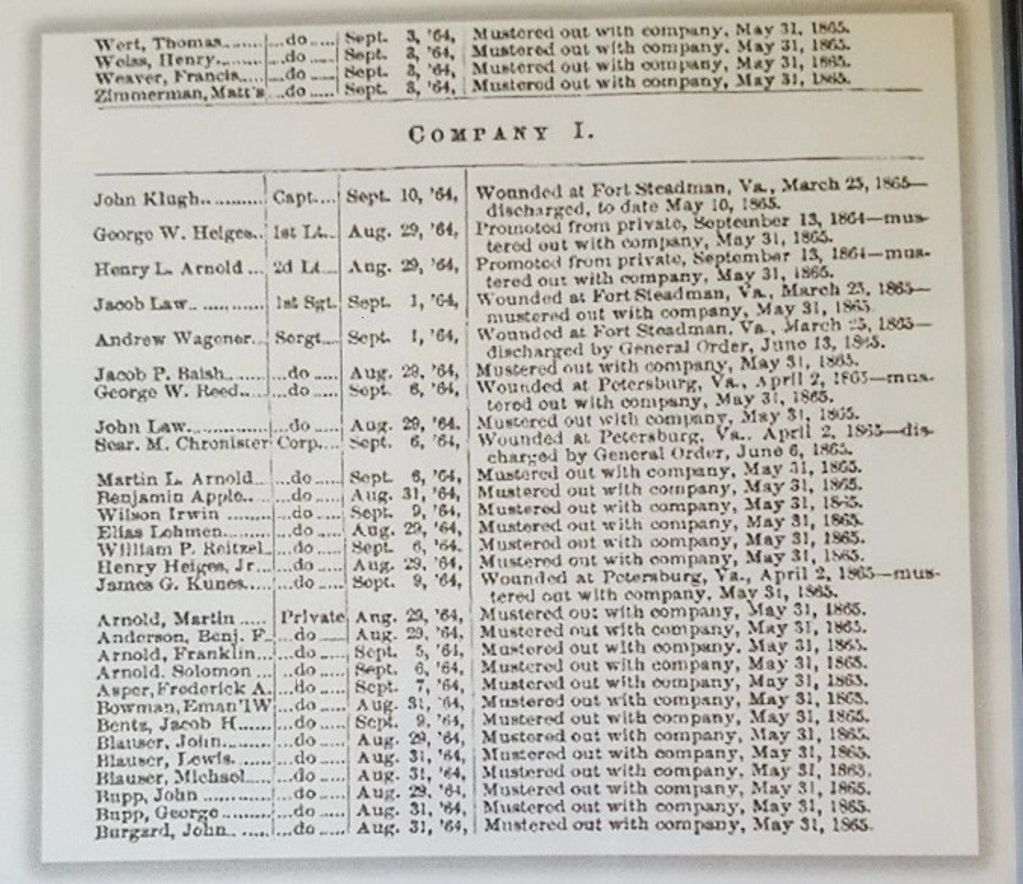 Wert, Thomas........ ...do ..... Sept. 3, '64, Mustered out with company, May 31, 1865.
Weiss, Henry......... ...do ..... Sept. 3, '64, Mustered out with company, May 31, 1865.
Weaver, Francis..... ...do ..... Sept. 3, '64, Mustered out with company, May 31, 1865.
Zimmerman, Matt's ...do ..... Sept. 3, '64, Mustered out with company, May 31, 1865.
COMPANY I.
John Klugh............ Capt.... Sept. 10, '64, Wounded at Fort Steadman, Va., March 25, 1865—
discharged, to date May 10, 1865.
George W. Heiges.. 1st Lt.. Aug. 29, '64, Promoted from private, September 13, 1864—mus-
tered out with company, May 31, 1865.
Henry L. Arnold ... 2d Lt... Aug. 29, '64, Promoted from private, September 13, 1864—mus-
tered out with company, May 31, 1865.
Jacob Law.............. 1st Sgt. Sept. 1, '64, Wounded at Fort Steadman, Va., March 25, 1865—
mustered out with company, May 31, 1865.
Andrew Wagoner... Sergt... Sept. 1, '64, Wounded at Fort Steadman, Va., March 25, 1865—
discharged by General Order, June 13, 1865.
Jacob P. Baish........ ...do ..... Aug. 29, '64, Mustered out with company, May 31, 1865.
George W. Reed..... ...do ..... Sept. 6, '64, Wounded at Petersburg, Va., April 2, 1865—mus-
tered out with company, May 31, 1865.
John Law.............. ...do ..... Aug. 29, '64, Mustered out with company, May 31, 1865.
Sear. M. Chronister Corp.... Sept. 6, '64, Wounded at Petersburg, Va., April 2, 1865—dis-
charged by General Order, June 6, 1865.
Martin L. Arnold... ...do ..... Sept. 6, '64, Mustered out with company, May 31, 1865.
Benjamin Apple.. ...do ..... Aug. 31, '64, Mustered out with company, May 31, 1865.
Wilson Irwin ........ ...do ..... Sept. 9, '64, Mustered out with company, May 31, 1865.
Elias Lehmen........ ...do ..... Aug. 29, '64, Mustered out with company, May 31, 1865.
William P. Reitzel.. ...do ..... Sept. 6, '64, Mustered out with company, May 31, 1865.
Henry Heiges, Jr... ...do ..... Aug. 29, '64, Mustered out with company, May 31, 1865.
James G. Kunes..... ...do ..... Sept. 9, '64, Wounded at Petersburg, Va., April 2, 1865—mus-
tered out with company, May 31, 1865.
Arnold, Martin ..... Private Aug. 29, '64, Mustered out with company, May 31, 1865.
Anderson, Benj. F.. ...do ..... Aug. 29, '64, Mustered out with company, May 31, 1865.
Arnold, Franklin... ...do ..... Sept. 5, '64, Mustered out with company, May 31, 1865.
Arnold, Solomon ... ...do ..... Sept. 6, '64, Mustered out with company, May 31, 1865.
Asper, Frederick A. ...do ..... Sept. 7, '64, Mustered out with company, May 31, 1865.
Bowman, Eman'l W ...do ..... Aug. 31, '64, Mustered out with company, May 31, 1865.
Bentz, Jacob H...... ...do ..... Sept. 9, '64, Mustered out with company, May 31, 1865.
Blauser, John........ ...do ..... Aug. 29, '64, Mustered out with company, May 31, 1865.
Blauser, Lewis....... ...do ..... Aug. 31, '64, Mustered out with company, May 31, 1865.
Blauser, Michael.... ...do ..... Aug. 31, '64, Mustered out with company, May 31, 1865.
Bupp, John ............ ...do ..... Aug. 29, '64, Mustered out with company, May 31, 1865.
Bupp, George......... ...do ..... Aug. 31, '64, Mustered out with company, May 31, 1865.
Burgard, John........ ...do ..... Aug. 31, '64, Mustered out with company, May 31, 1865.